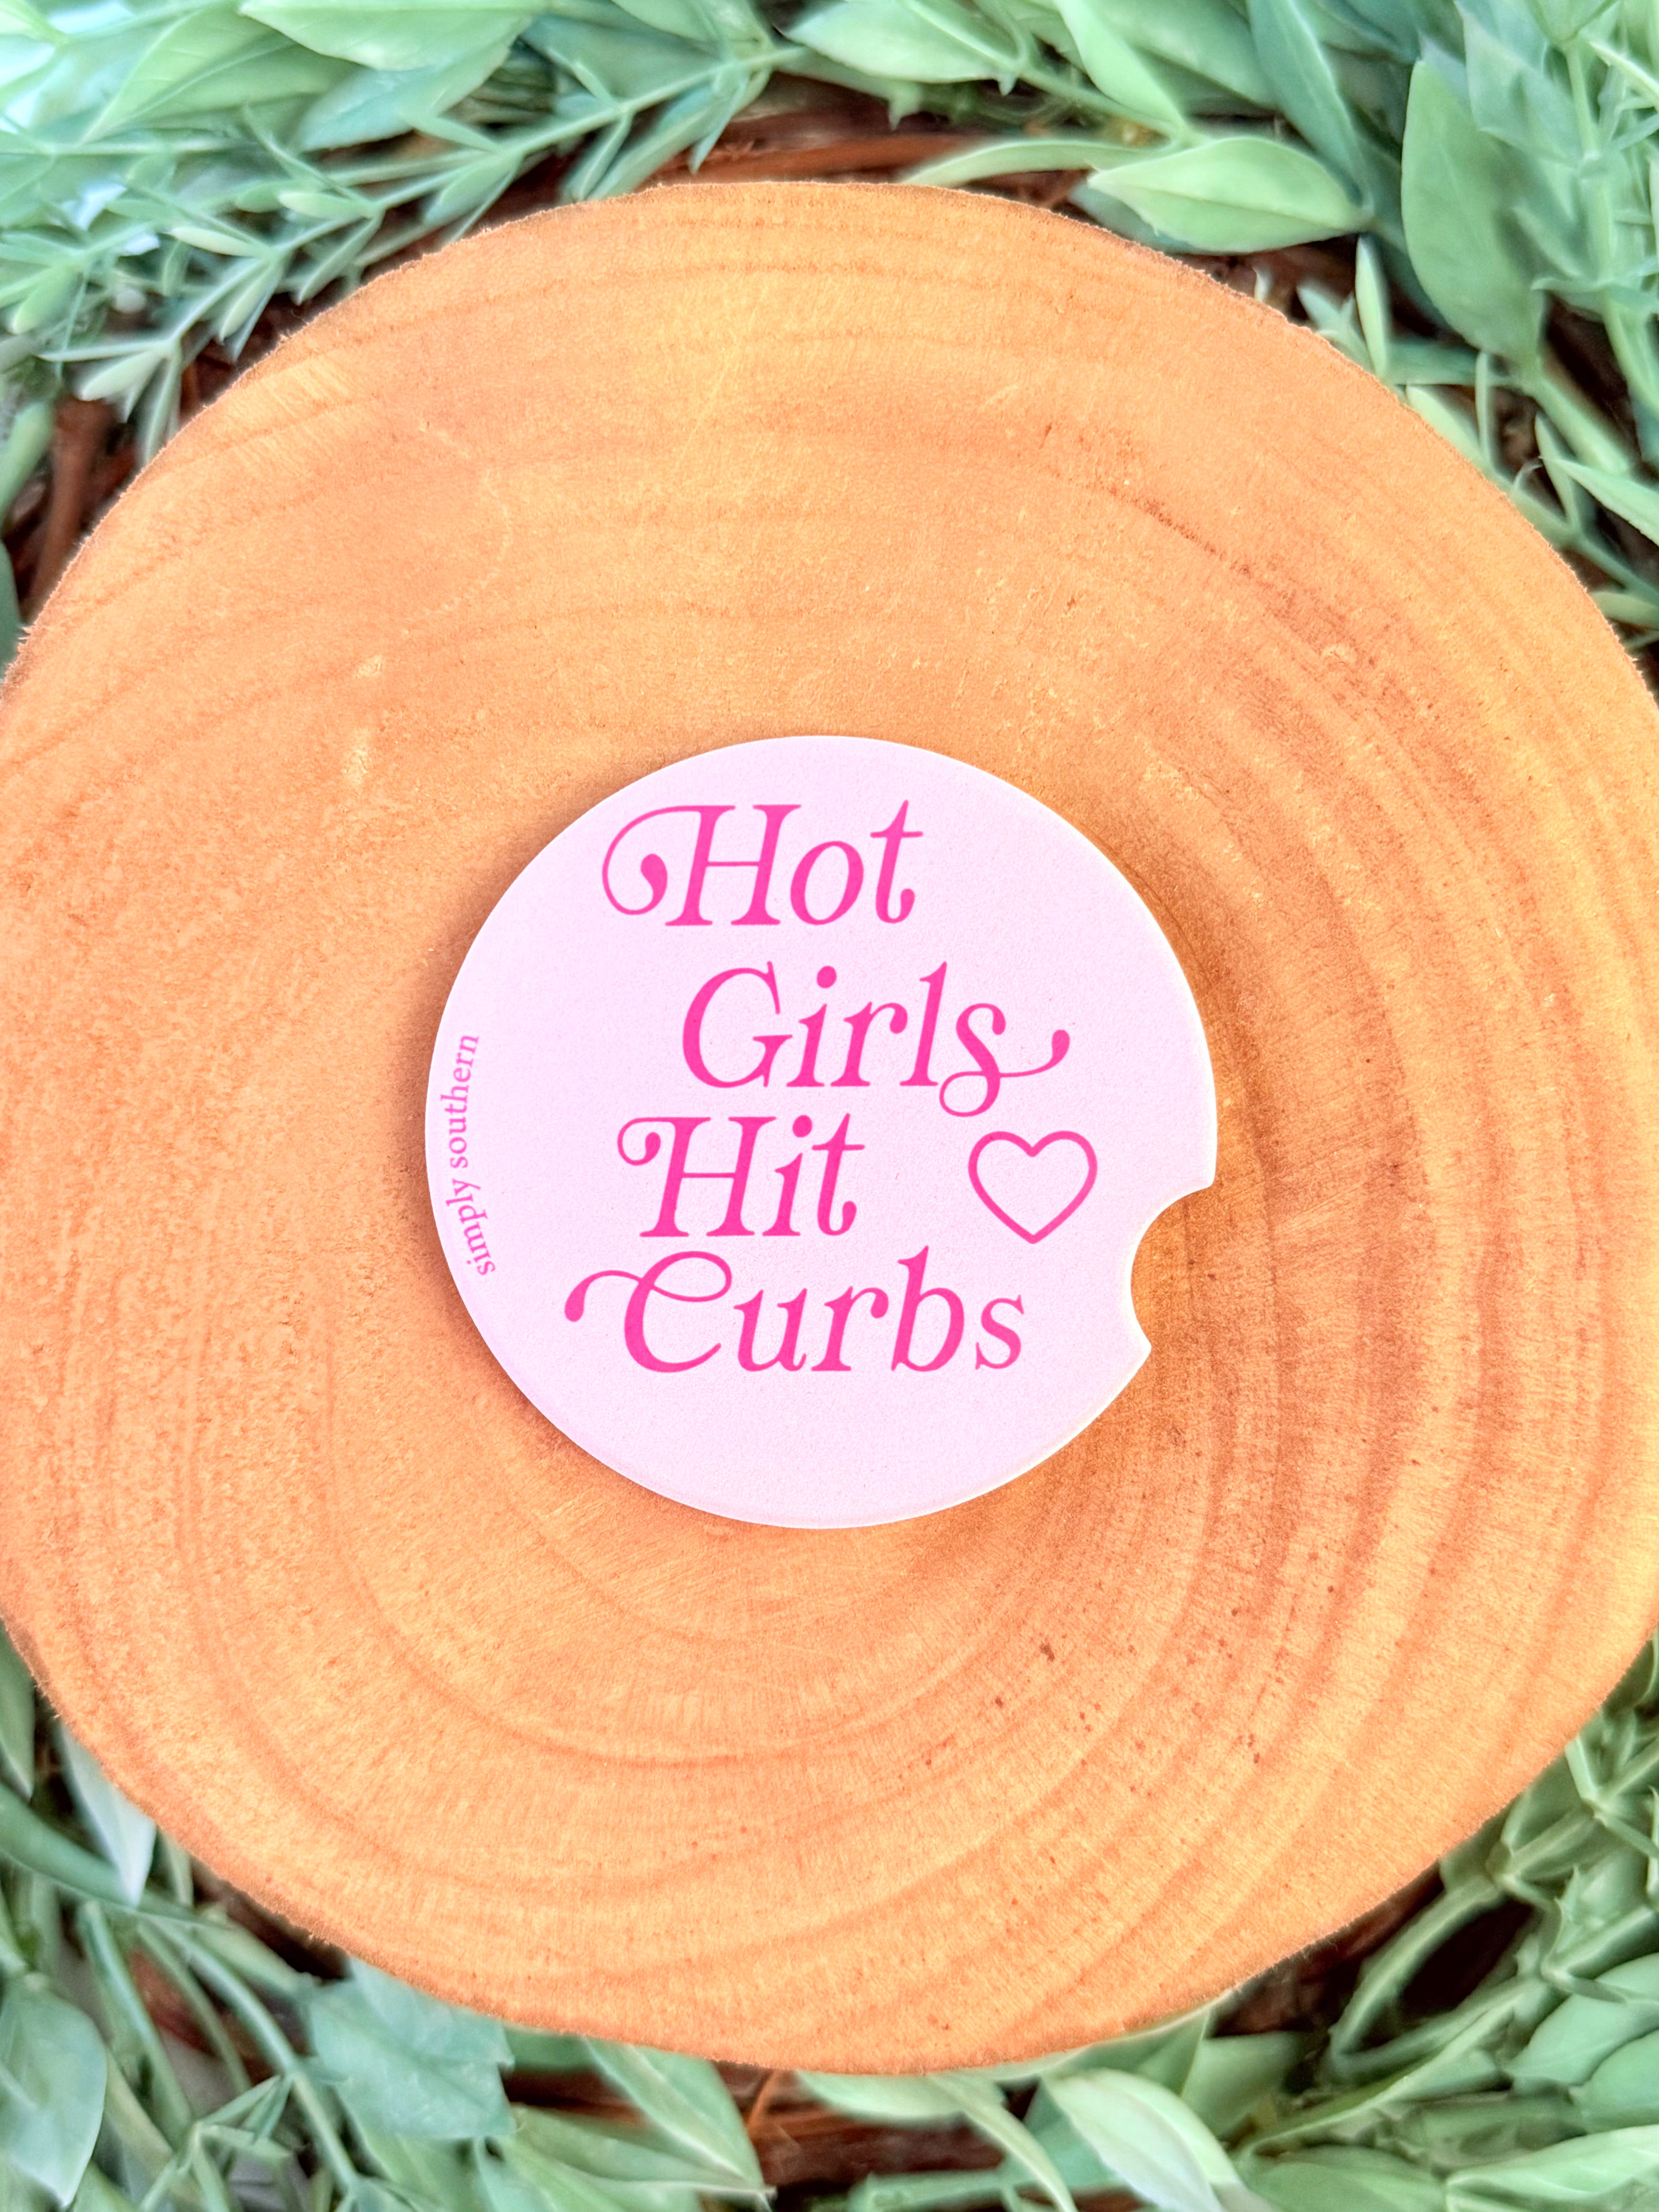 Hot
Girls
Hit
Curbs
simply southern